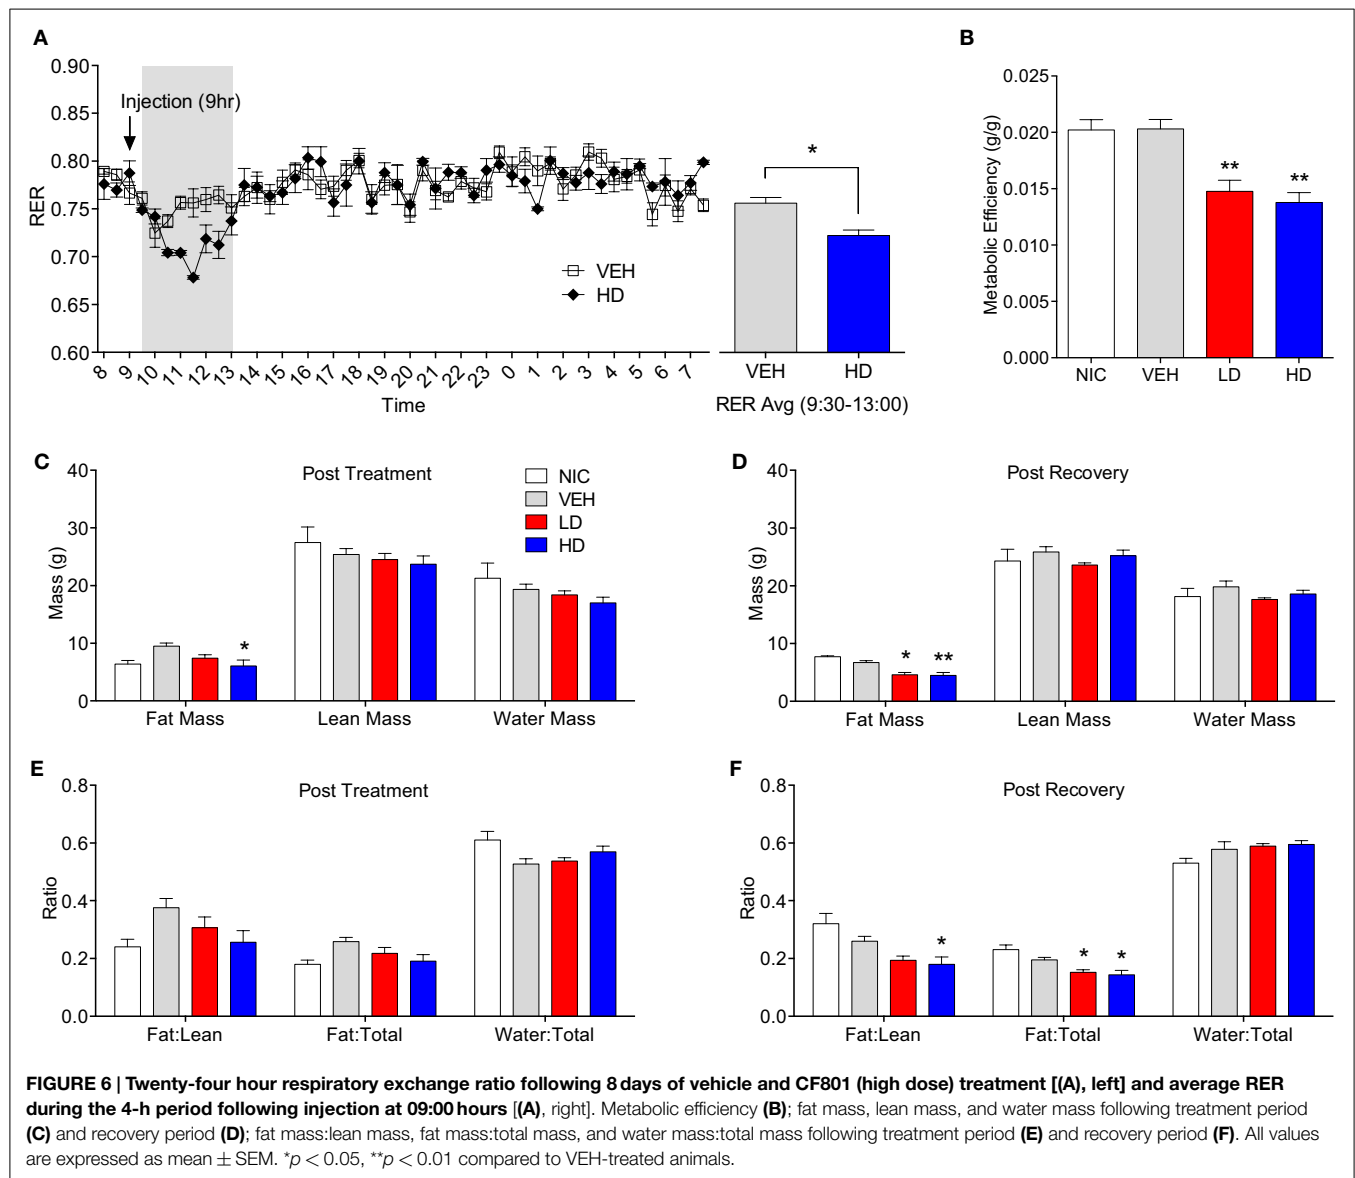 A
RER
0.90
0.85
0.80
0.75
0.70
0.65
0.60
Injection (9hr)
VEH
HD
8 9 10 11 12 13 14 15 16 17 18 19 20 21 22 23 0 1 2 3 4 5 6 7
Time
*
VEH HD
RER Avg (9:30-13:00)
B
Metabolic Efficiency (g/g)
0.025
0.020
0.015
0.010
0.005
0.000
** **
NIC VEH LD HD
C
Post Treatment
Mass (g)
40
30
20
10
0
NIC
VEH
LD
HD
*
Fat Mass Lean Mass Water Mass
D
Post Recovery
Mass (g)
40
30
20
10
0
* **
Fat Mass Lean Mass Water Mass
E
Post Treatment
Ratio
0.8
0.6
0.4
0.2
0.0
Fat:Lean Fat:Total Water:Total
F
Post Recovery
Ratio
0.8
0.6
0.4
0.2
0.0
* * *
Fat:Lean Fat:Total Water:Total
FIGURE 6 | Twenty-four hour respiratory exchange ratio following 8 days of vehicle and CF801 (high dose) treatment [(A), left] and average RER
during the 4-h period following injection at 09:00 hours [(A), right]. Metabolic efficiency (B); fat mass, lean mass, and water mass following treatment period
(C) and recovery period (D); fat mass:lean mass, fat mass:total mass, and water mass:total mass following treatment period (E) and recovery period (F). All values
are expressed as mean ± SEM. *p < 0.05, **p < 0.01 compared to VEH-treated animals.